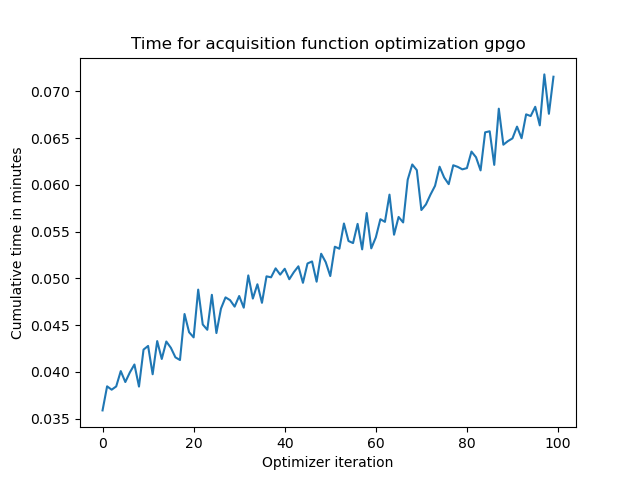 Time for acquisition function optimization gpgo
0.070
0.065
0.060
0.055
0.050
0.045
0.040
0.035
Cumulative time in minutes
0 20 40 60 80 100
Optimizer iteration